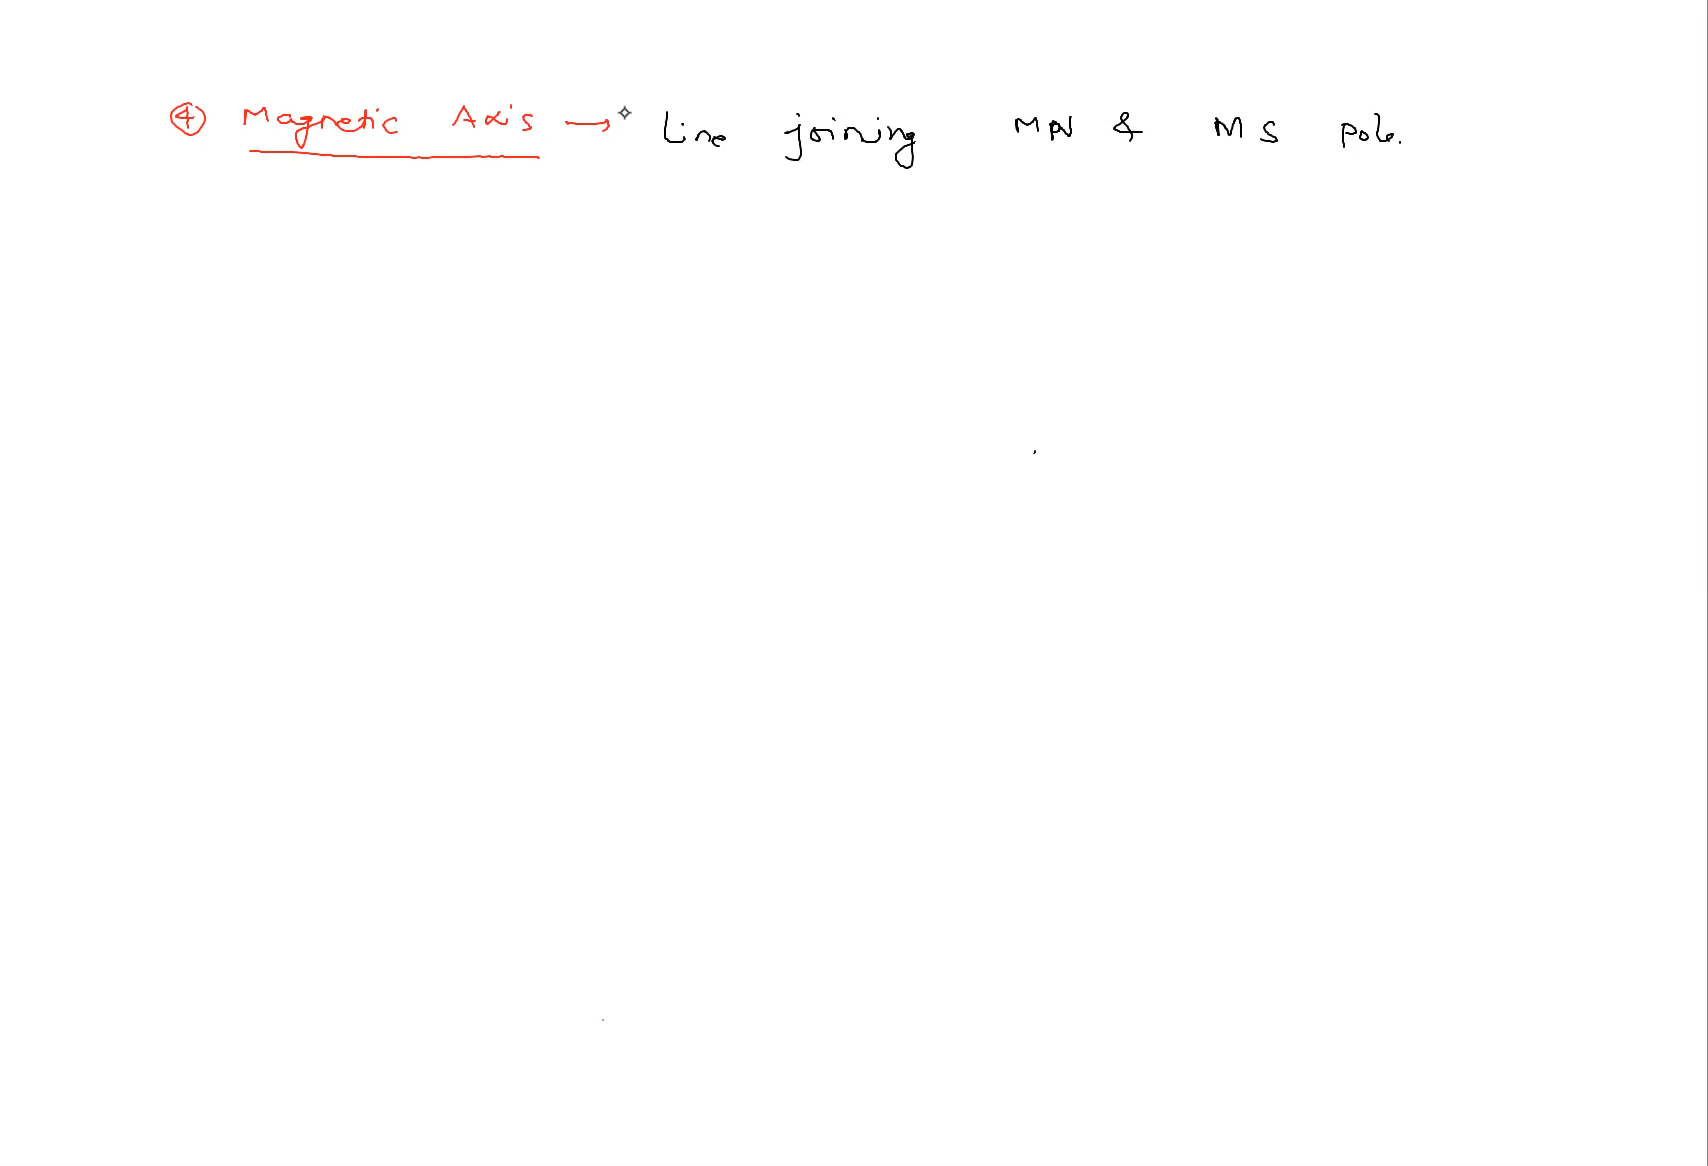 ④ Magnetic Axis → Line joining MN & MS pole.